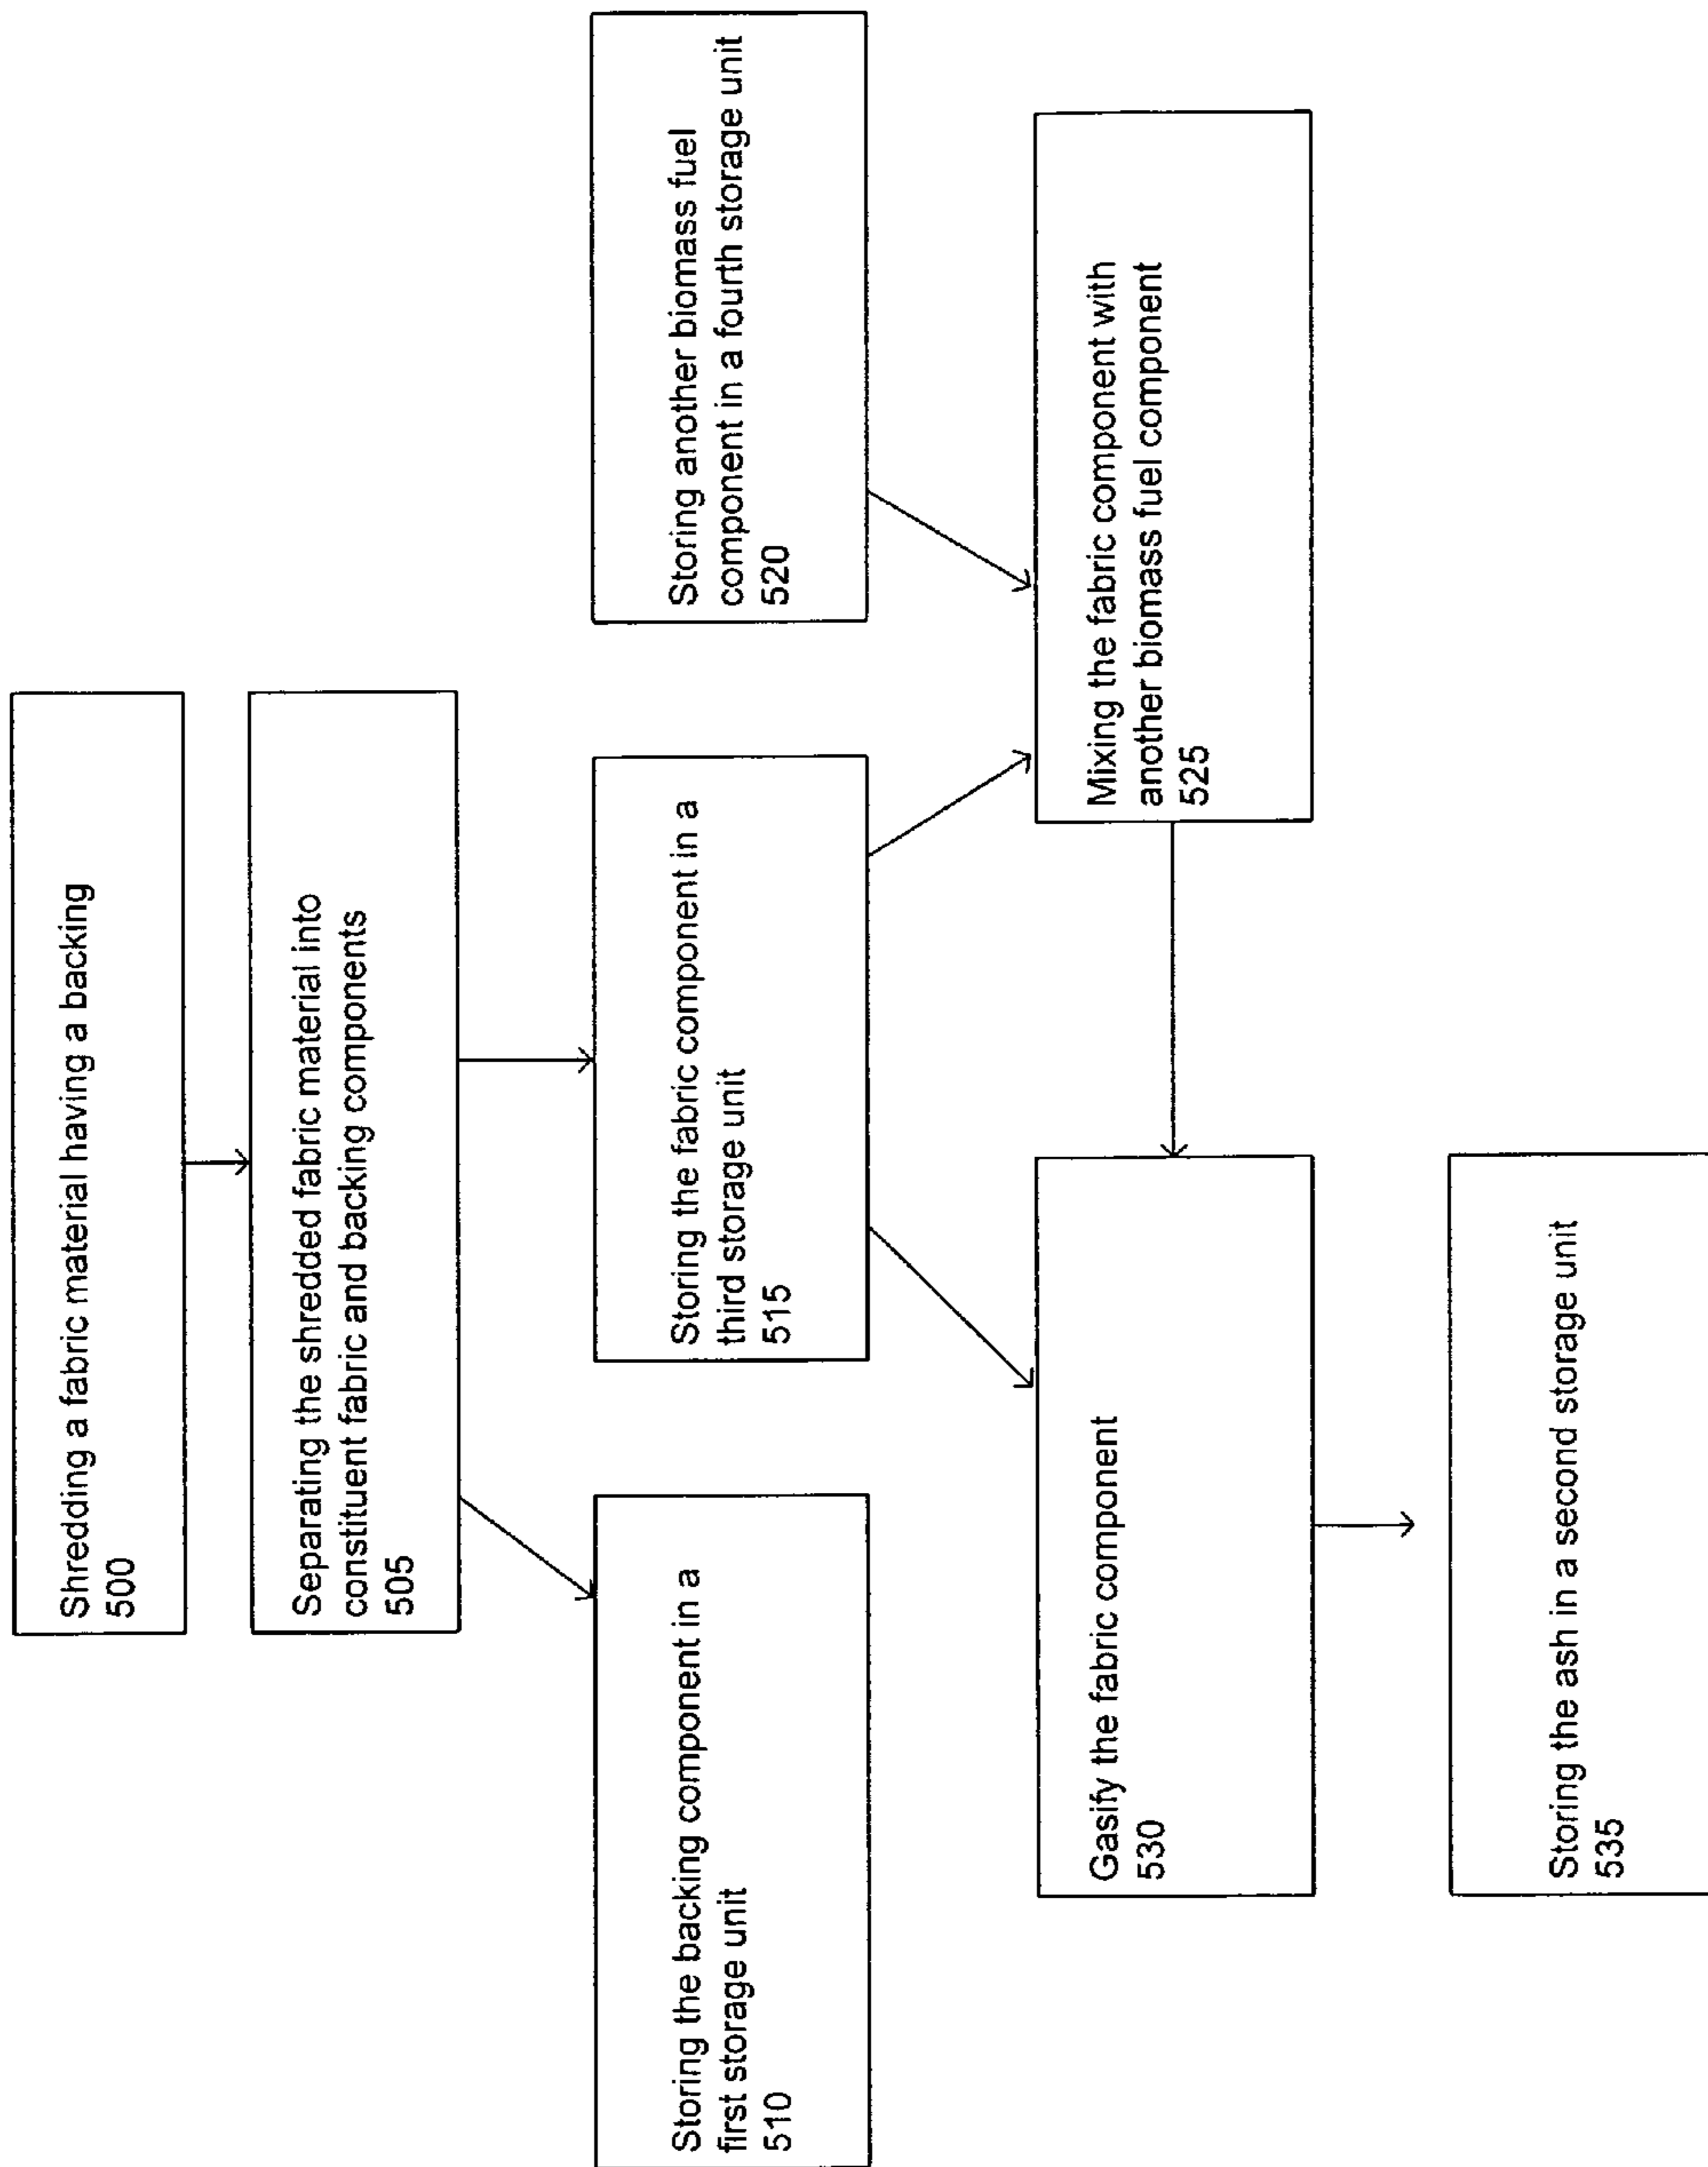 Shredding a fabric material having a backing
500
Separating the shredded fabric material into
constituent fabric and backing components
505
Storing the backing component in a
first storage unit
510
Storing the fabric component in a
third storage unit
515
Storing another biomass fuel
component in a fourth storage unit
520
Gasify the fabric component
530
Mixing the fabric component with
another biomass fuel component
525
Storing the ash in a second storage unit
535